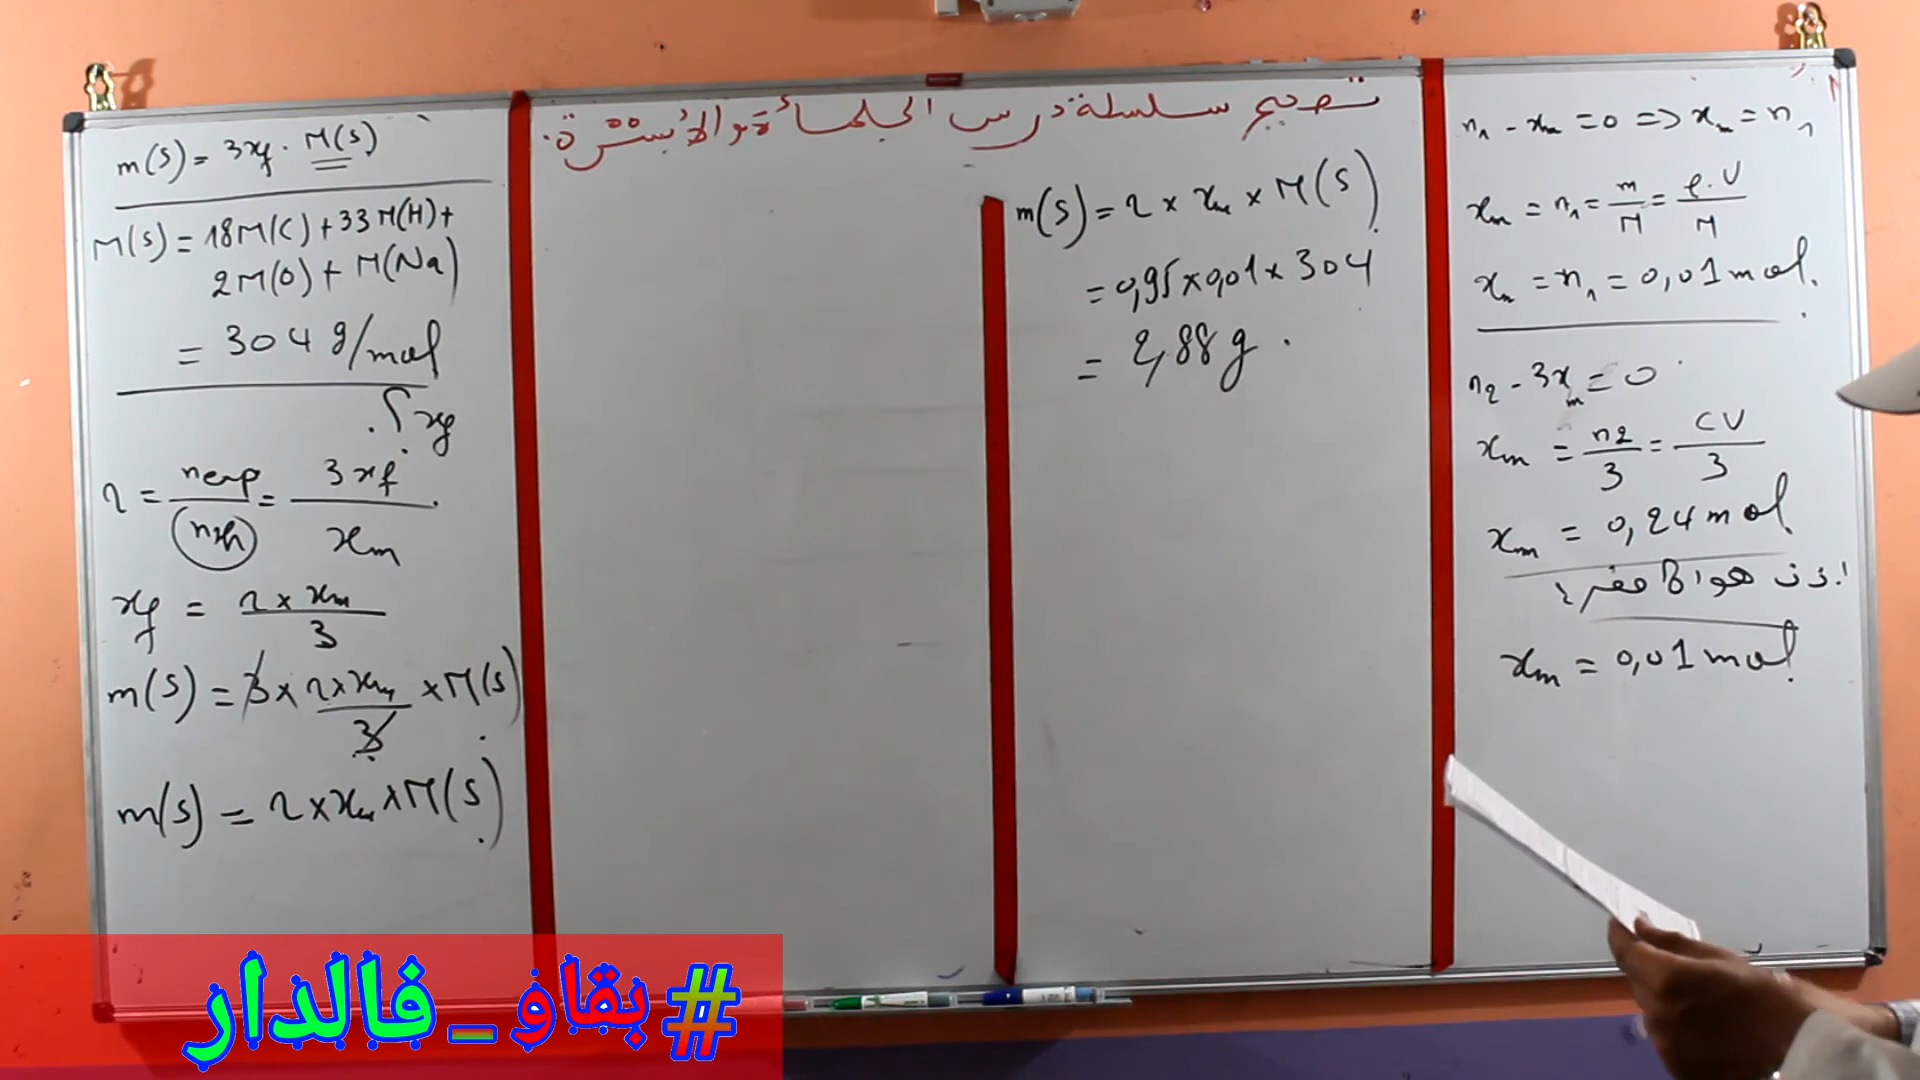 تصحيح سلسلة درس الحلمأة والأسترة.
m(S) = 3xf . M(S)
M(S) = 18M(C) + 33M(H) +
2M(O) + M(Na)
= 304 g/mol
xf ؟
η = nexp / nth = 3xf / xm
xf = η × xm / 3
m(S) = 3 × η × xm / 3 × M(S)
m(S) = η × xm × M(S)
m(S) = η × xm × M(S)
= 0,95 × 0,01 × 304
= 2,88 g .
n1 - xm = 0 => xm = n1
xm = n1 = m / M = ρ.V / M
xm = n1 = 0,01 mol .
n2 - 3xm = 0
xm = n2 / 3 = CV / 3
xm = 0,24 mol
xm = 0,01 mol
#بقاو_فالدار